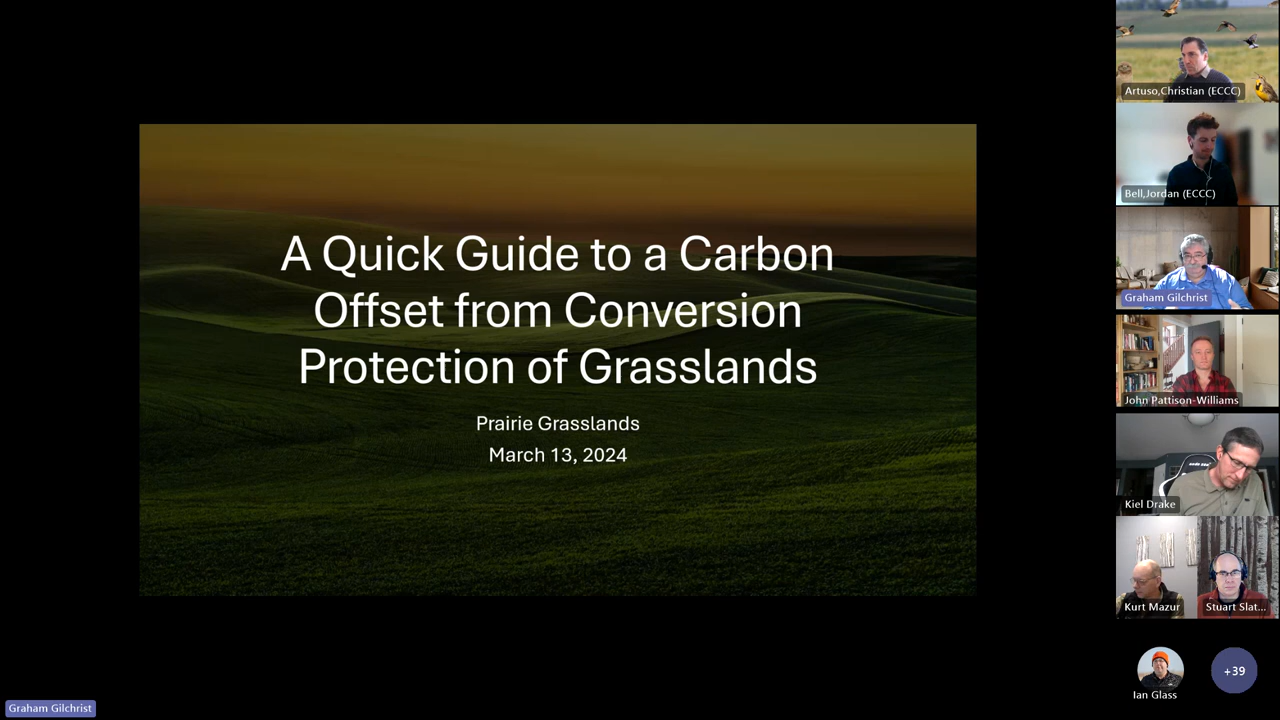 A Quick Guide to a Carbon
Offset from Conversion
Protection of Grasslands
Prairie Grasslands
March 13, 2024
Artuso,Christian (ECCC)
Bell,Jordan (ECCC)
Graham Gilchrist
John Pattison-Williams
Kiel Drake
Kurt Mazur
Stuart Slat...
Ian Glass
+39
Graham Gilchrist